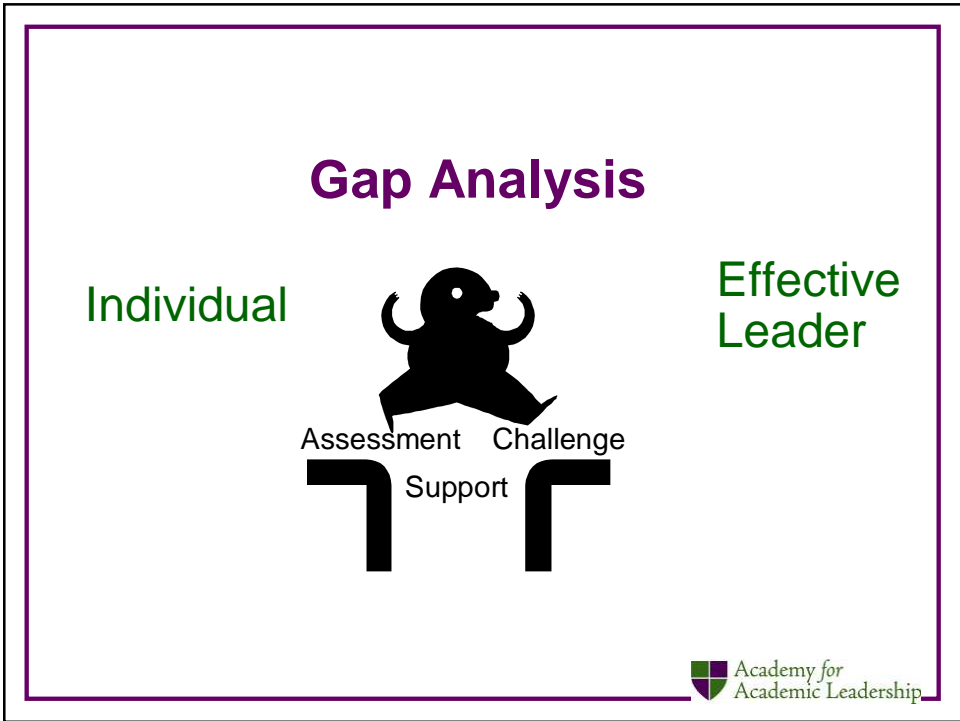 Gap Analysis
Individual
Effective
Leader
Assessment Challenge
Support
Academy for
Academic Leadership